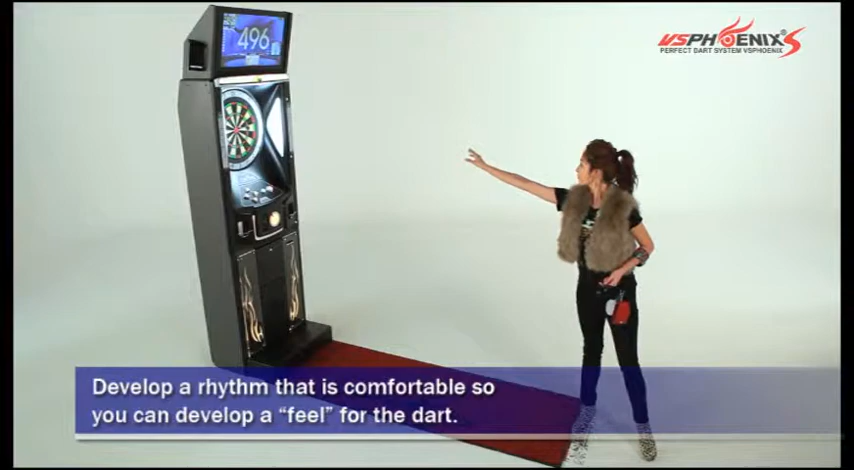 496
VSPHOENIX S
PERFECT DART SYSTEM VSPHOENIX
Develop a rhythm that is comfortable so
you can develop a “feel” for the dart.